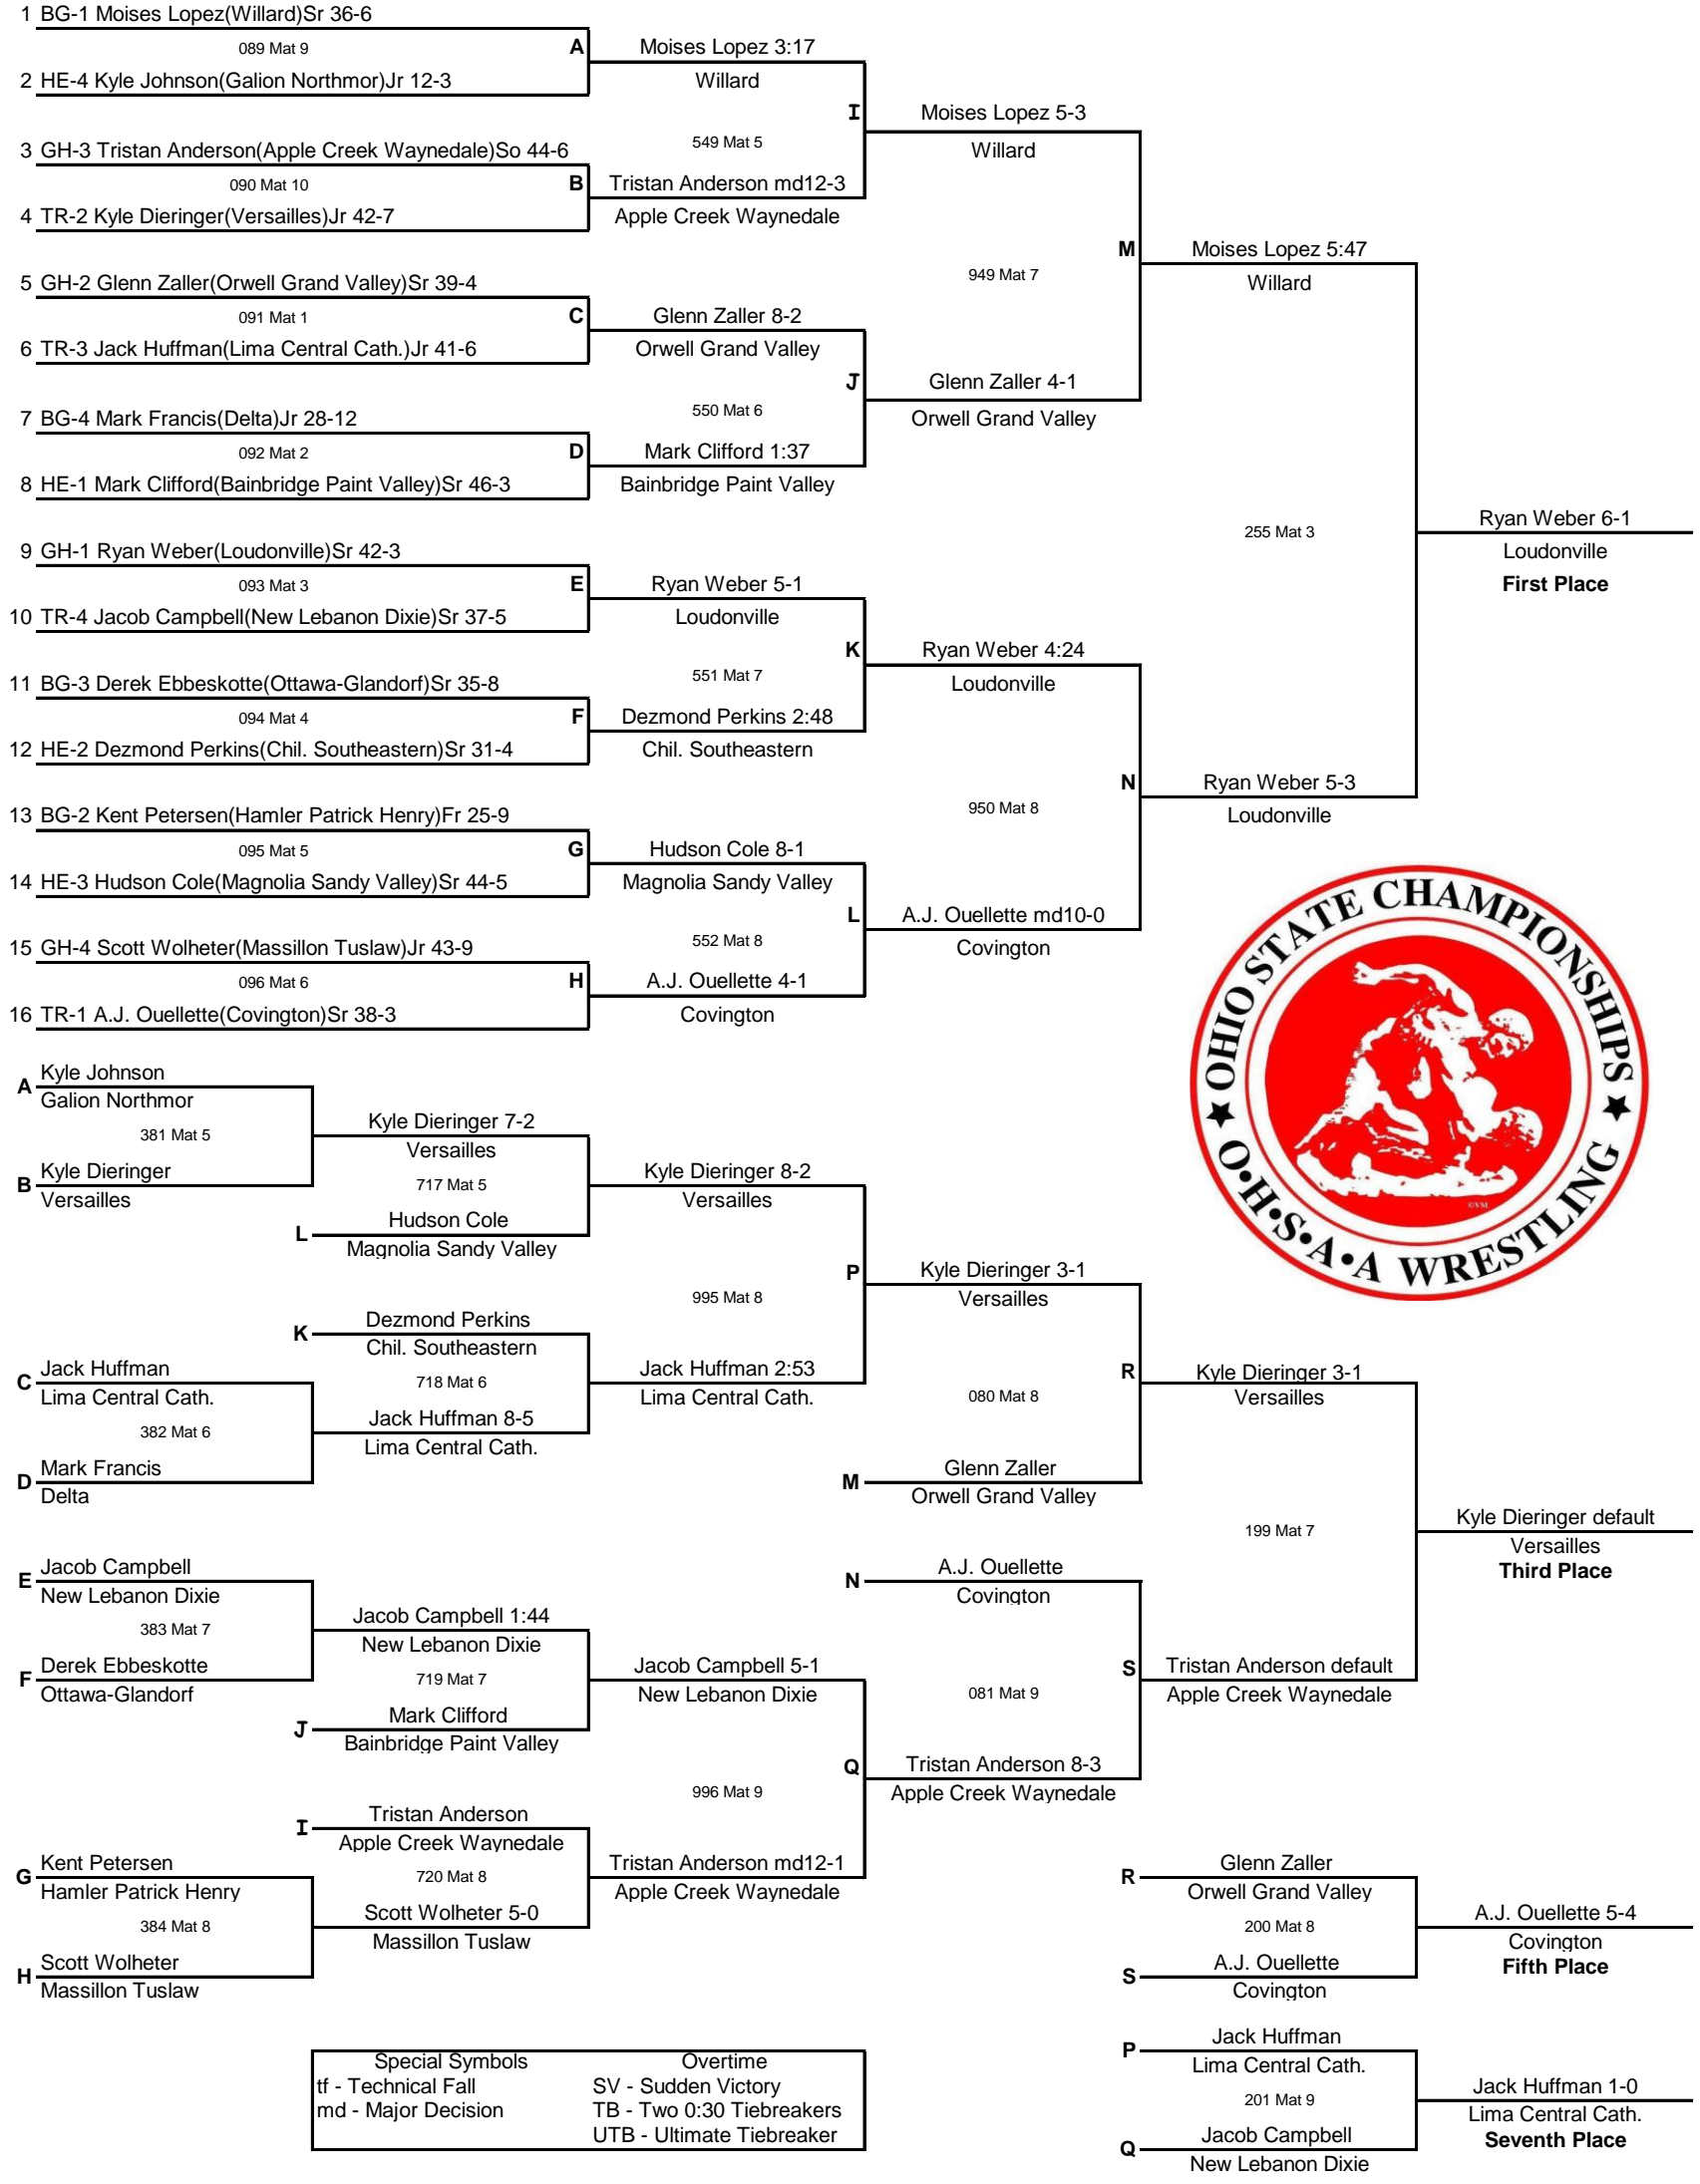 1 BG-1 Moises Lopez(Willard)Sr 36-6
089 Mat 9
2 HE-4 Kyle Johnson(Galion Northmor)Jr 12-3
A
Moises Lopez 3:17
Willard
3 GH-3 Tristan Anderson(Apple Creek Waynedale)So 44-6
090 Mat 10
4 TR-2 Kyle Dieringer(Versailles)Jr 42-7
B
Tristan Anderson md12-3
Apple Creek Waynedale
549 Mat 5
I
Moises Lopez 5-3
Willard
5 GH-2 Glenn Zaller(Orwell Grand Valley)Sr 39-4
091 Mat 1
6 TR-3 Jack Huffman(Lima Central Cath.)Jr 41-6
C
Glenn Zaller 8-2
Orwell Grand Valley
7 BG-4 Mark Francis(Delta)Jr 28-12
092 Mat 2
8 HE-1 Mark Clifford(Bainbridge Paint Valley)Sr 46-3
D
Mark Clifford 1:37
Bainbridge Paint Valley
550 Mat 6
J
Glenn Zaller 4-1
Orwell Grand Valley
949 Mat 7
M
Moises Lopez 5:47
Willard
9 GH-1 Ryan Weber(Loudonville)Sr 42-3
093 Mat 3
10 TR-4 Jacob Campbell(New Lebanon Dixie)Sr 37-5
E
Ryan Weber 5-1
Loudonville
11 BG-3 Derek Ebbeskotte(Ottawa-Glandorf)Sr 35-8
094 Mat 4
12 HE-2 Dezmond Perkins(Chil. Southeastern)Sr 31-4
F
Dezmond Perkins 2:48
Chil. Southeastern
551 Mat 7
K
Ryan Weber 4:24
Loudonville
13 BG-2 Kent Petersen(Hamler Patrick Henry)Fr 25-9
095 Mat 5
14 HE-3 Hudson Cole(Magnolia Sandy Valley)Sr 44-5
G
Hudson Cole 8-1
Magnolia Sandy Valley
15 GH-4 Scott Wolheter(Massillon Tuslaw)Jr 43-9
096 Mat 6
16 TR-1 A.J. Ouellette(Covington)Sr 38-3
H
A.J. Ouellette 4-1
Covington
552 Mat 8
L
A.J. Ouellette md10-0
Covington
950 Mat 8
N
Ryan Weber 5-3
Loudonville
255 Mat 3
Ryan Weber 6-1
Loudonville
First Place
OHIO STATE CHAMPIONSHIPS
O•H•S•A•A WRESTLING
©VM
A Kyle Johnson
Galion Northmor
381 Mat 5
B Kyle Dieringer
Versailles
Kyle Dieringer 7-2
Versailles
717 Mat 5
L Hudson Cole
Magnolia Sandy Valley
Kyle Dieringer 8-2
Versailles
K Dezmond Perkins
Chil. Southeastern
718 Mat 6
C Jack Huffman
Lima Central Cath.
382 Mat 6
D Mark Francis
Delta
Jack Huffman 8-5
Lima Central Cath.
Jack Huffman 2:53
Lima Central Cath.
995 Mat 8
P
Kyle Dieringer 3-1
Versailles
080 Mat 8
M Glenn Zaller
Orwell Grand Valley
R
Kyle Dieringer 3-1
Versailles
E Jacob Campbell
New Lebanon Dixie
383 Mat 7
F Derek Ebbeskotte
Ottawa-Glandorf
Jacob Campbell 1:44
New Lebanon Dixie
719 Mat 7
J Mark Clifford
Bainbridge Paint Valley
Jacob Campbell 5-1
New Lebanon Dixie
I Tristan Anderson
Apple Creek Waynedale
720 Mat 8
G Kent Petersen
Hamler Patrick Henry
384 Mat 8
H Scott Wolheter
Massillon Tuslaw
Scott Wolheter 5-0
Massillon Tuslaw
Tristan Anderson md12-1
Apple Creek Waynedale
996 Mat 9
Q
Tristan Anderson 8-3
Apple Creek Waynedale
N A.J. Ouellette
Covington
081 Mat 9
S
Tristan Anderson default
Apple Creek Waynedale
199 Mat 7
Kyle Dieringer default
Versailles
Third Place
R Glenn Zaller
Orwell Grand Valley
200 Mat 8
S A.J. Ouellette
Covington
A.J. Ouellette 5-4
Covington
Fifth Place
P Jack Huffman
Lima Central Cath.
201 Mat 9
Q Jacob Campbell
New Lebanon Dixie
Jack Huffman 1-0
Lima Central Cath.
Seventh Place
Special Symbols Overtime
tf - Technical Fall SV - Sudden Victory
md - Major Decision TB - Two 0:30 Tiebreakers
UTB - Ultimate Tiebreaker